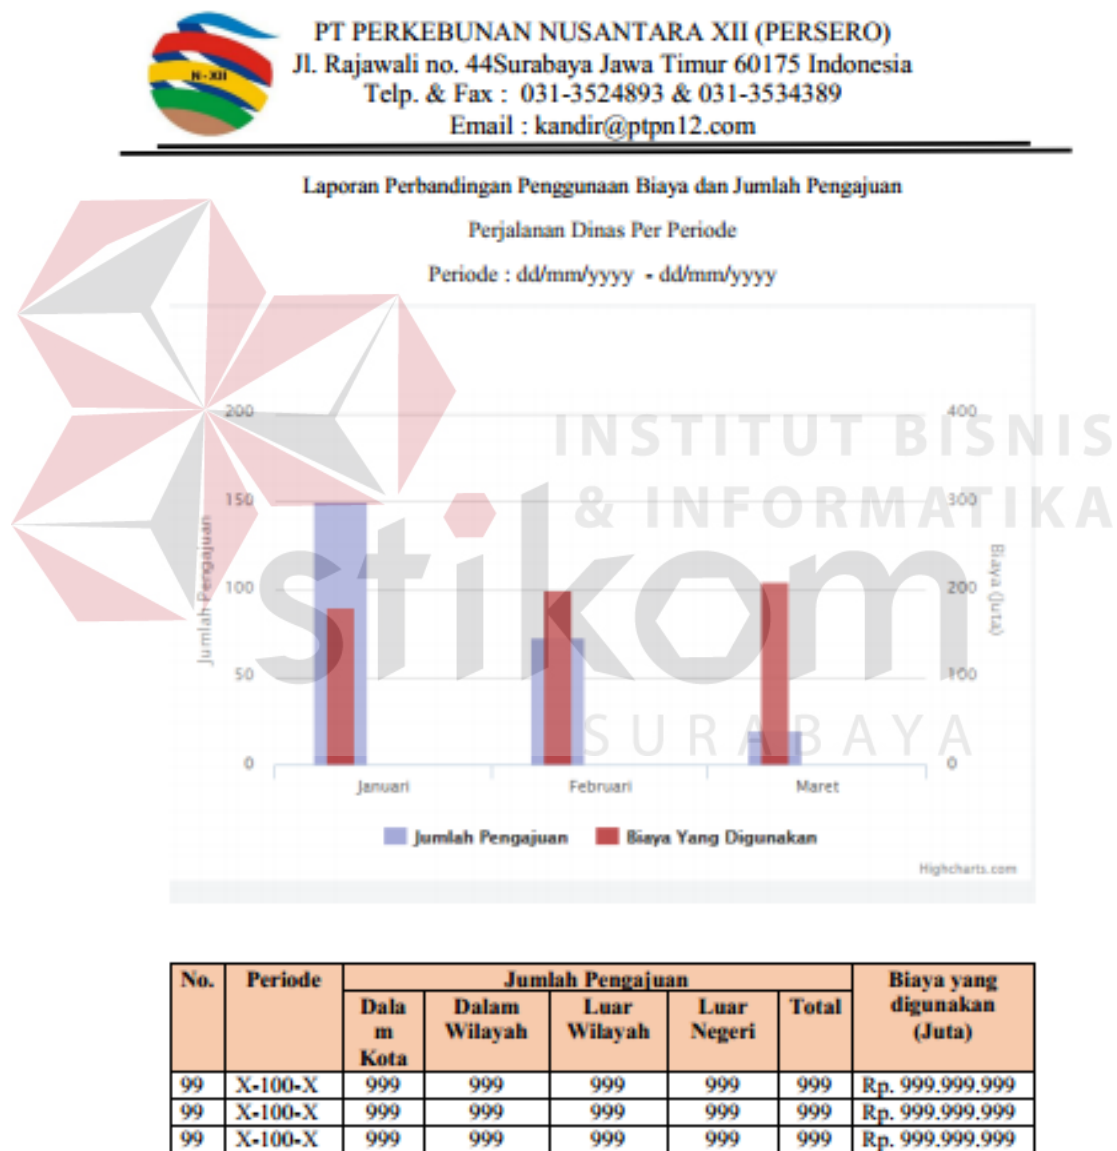 N-XII
PT PERKEBUNAN NUSANTARA XII (PERSERO)
Jl. Rajawali no. 44Surabaya Jawa Timur 60175 Indonesia
Telp. & Fax : 031-3524893 & 031-3534389
Email : kandir@ptpn12.com
Laporan Perbandingan Penggunaan Biaya dan Jumlah Pengajuan
Perjalanan Dinas Per Periode
Periode : dd/mm/yyyy - dd/mm/yyyy
INSTITUT BISNIS
& INFORMATIKA
stikom
SURABAYA
200 400
150 300
100 200
50 100
0 0
Jumlah Pengajuan
Biaya (Juta)
Januari Februari Maret
Jumlah Pengajuan Biaya Yang Digunakan
Highcharts.com
No. Periode Jumlah Pengajuan Biaya yang
Dala Dalam Luar Luar Total digunakan
m Wilayah Wilayah Negeri (Juta)
Kota
99 X-100-X 999 999 999 999 999 Rp. 999.999.999
99 X-100-X 999 999 999 999 999 Rp. 999.999.999
99 X-100-X 999 999 999 999 999 Rp. 999.999.999